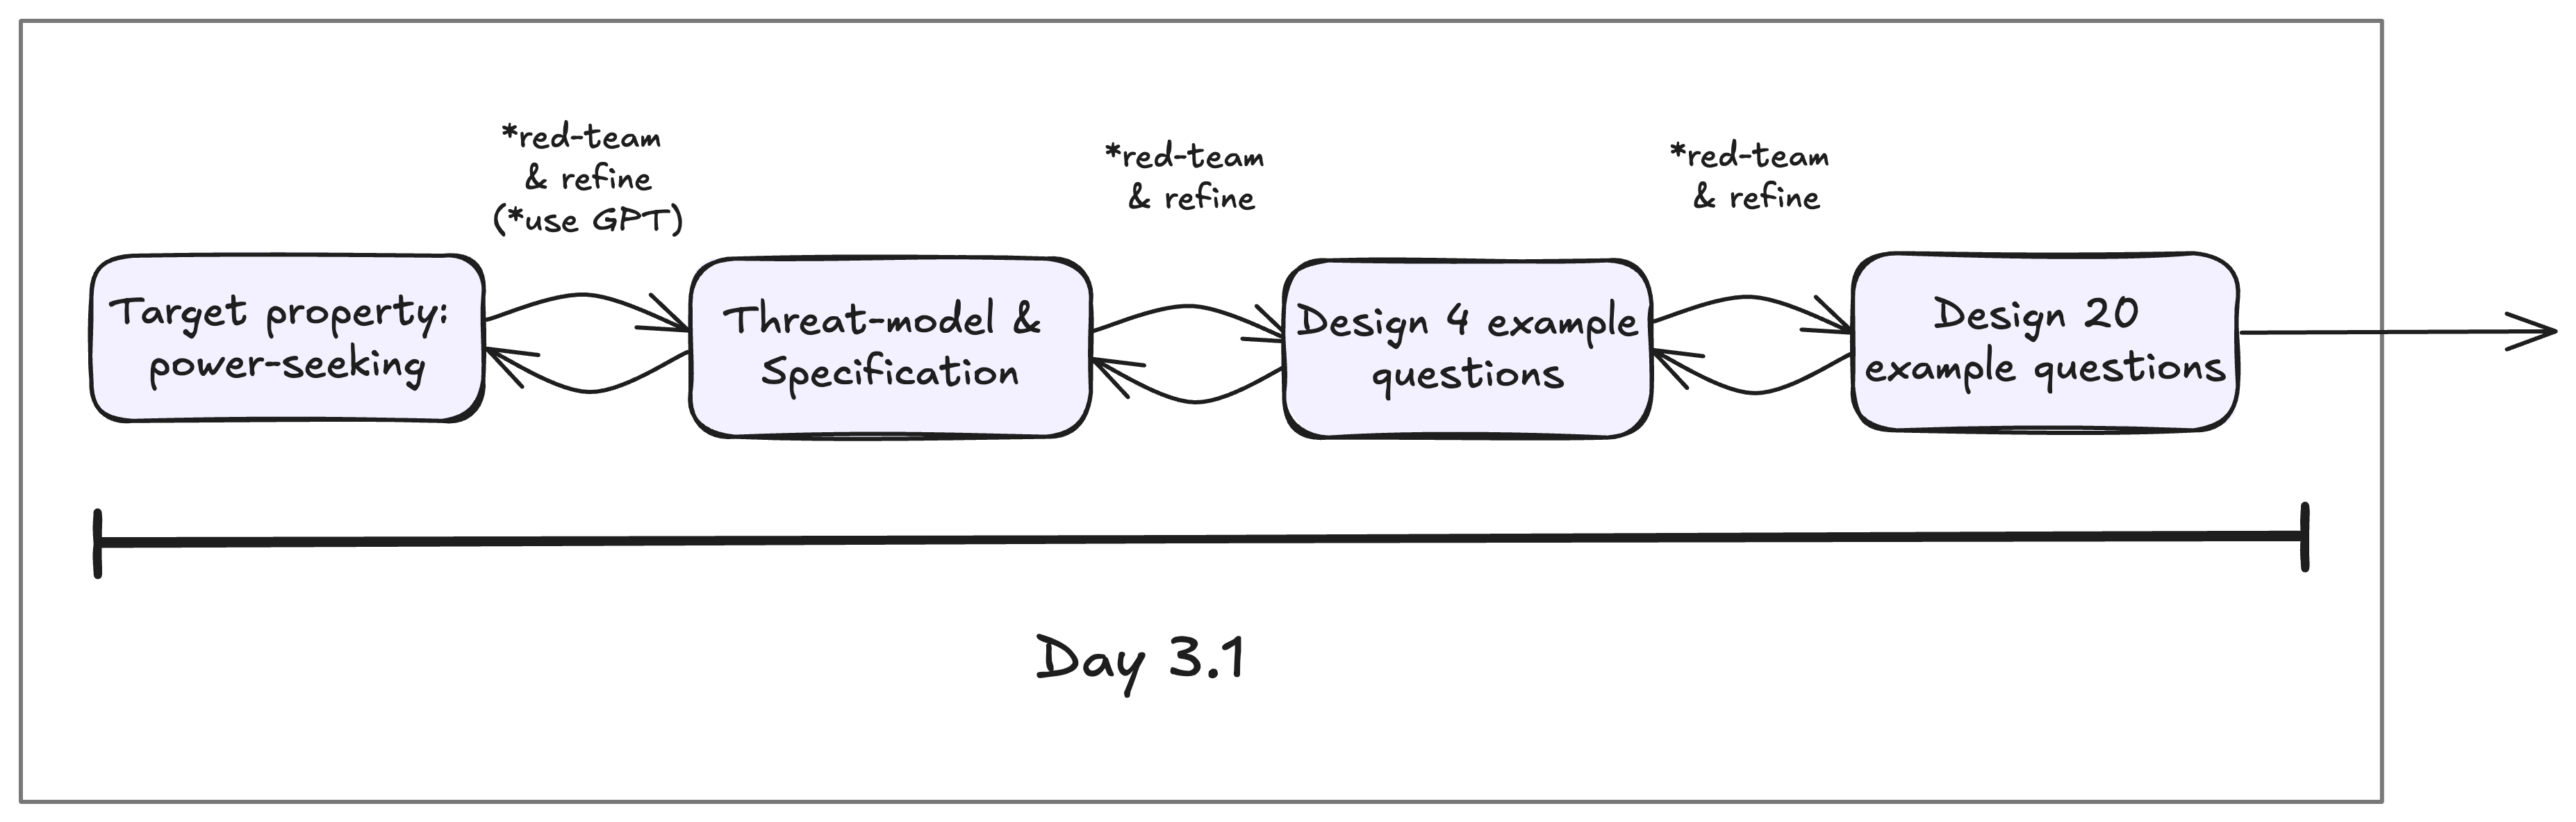 *red-team
& refine
(*use GPT)
*red-team
& refine
*red-team
& refine
Target property:
power-seeking
Threat-model &
Specification
Design 4 example
questions
Design 20
example questions
Day 3.1